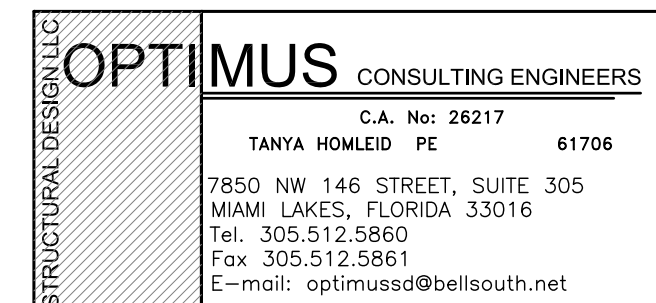 STRUCTURAL DESIGN LLC
OPTIMUS CONSULTING ENGINEERS
C.A. No: 26217
TANYA HOMLEID PE 61706
7850 NW 146 STREET, SUITE 305
MIAMI LAKES, FLORIDA 33016
Tel. 305.512.5860
Fax 305.512.5861
E-mail: optimussd@bellsouth.net